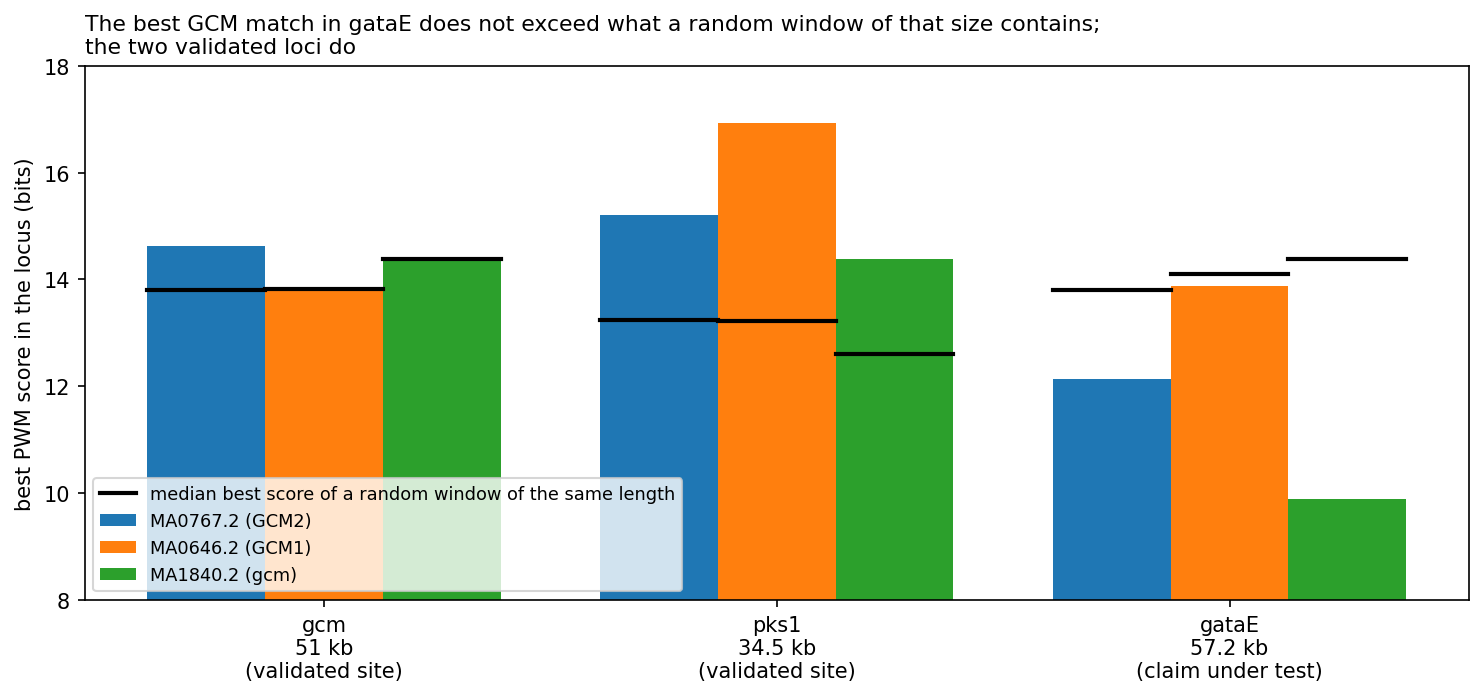 The best GCM match in gataE does not exceed what a random window of that size contains;
the two validated loci do
best PWM score in the locus (bits)
18
16
14
12
10
8
median best score of a random window of the same length
MA0767.2 (GCM2)
MA0646.2 (GCM1)
MA1840.2 (gcm)
gcm
51 kb
(validated site)
pks1
34.5 kb
(validated site)
gataE
57.2 kb
(claim under test)